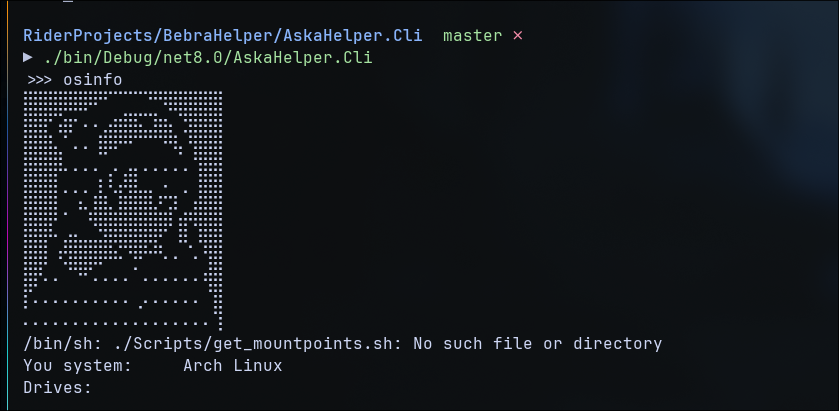 RiderProjects/BebraHelper/AskaHelper.Cli master ×
▶ ./bin/Debug/net8.0/AskaHelper.Cli
>>> osinfo
/bin/sh: ./Scripts/get_mountpoints.sh: No such file or directory
You system: Arch Linux
Drives: